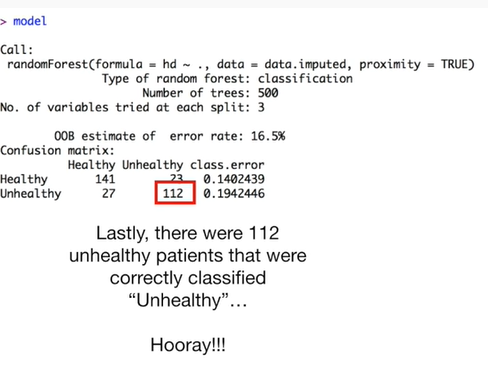 > model
Call:
randomForest(formula = hd ~ ., data = data.imputed, proximity = TRUE)
Type of random forest: classification
Number of trees: 500
No. of variables tried at each split: 3
OOB estimate of error rate: 16.5%
Confusion matrix:
Healthy Unhealthy class.error
Healthy 141 23 0.1402439
Unhealthy 27 112 0.1942446
Lastly, there were 112
unhealthy patients that were
correctly classified
“Unhealthy”…
Hooray!!!